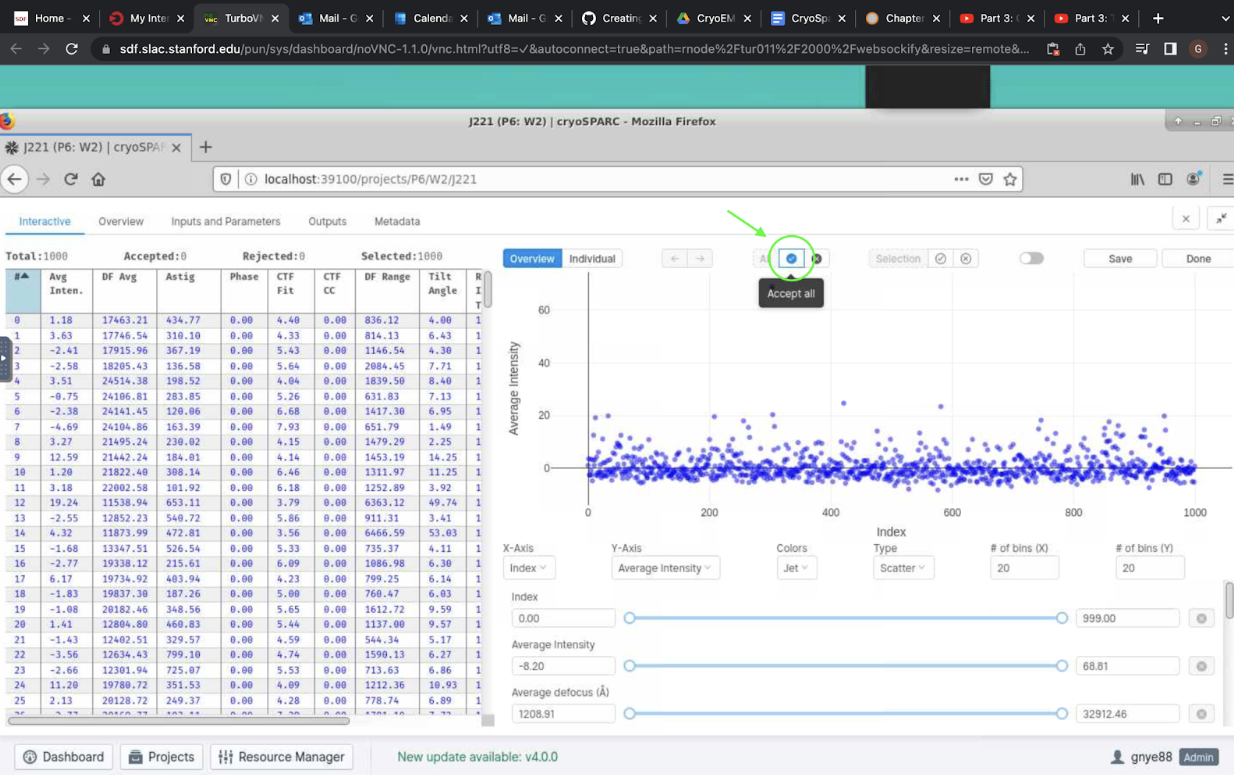 Home -
My Inter
TurboVN
Mail - G
Calenda
Mail - G
Creating
CryoEM
CryoSpa
Chapter
Part 3: C
Part 3: T
sdf.slac.stanford.edu/pun/sys/dashboard/noVNC-1.1.0/vnc.html?utf8=✓&autoconnect=true&path=rnode%2Ftur011%2F2000%2Fwebsockify&resize=remote&...
G
J221 (P6: W2) | cryoSPARC - Mozilla Firefox
J221 (P6: W2) | cryoSPAR
localhost:39100/projects/P6/W2/J221
Interactive Overview Inputs and Parameters Outputs Metadata
Total:1000 Accepted:0 Rejected:0 Selected:1000
# Avg Inten. DF Avg Astig Phase CTF Fit CTF CC DF Range Tilt Angle
0 1.18 17463.21 434.77 0.00 4.40 0.00 836.12 4.00 1
1 3.63 17746.54 310.10 0.00 4.33 0.00 814.13 6.43 1
2 -2.41 17915.96 367.19 0.00 5.43 0.00 1146.54 4.30 1
3 -2.58 18205.43 136.58 0.00 5.64 0.00 2084.45 7.71 1
4 3.51 24514.38 198.52 0.00 4.04 0.00 1839.50 8.40 1
5 -0.75 24106.81 283.85 0.00 5.26 0.00 631.83 7.13 1
6 -2.38 24141.45 120.06 0.00 6.68 0.00 1417.30 6.95 1
7 -4.69 24104.86 163.39 0.00 7.93 0.00 651.79 1.49 1
8 3.27 21495.24 230.02 0.00 4.15 0.00 1479.29 2.25 1
9 12.59 21442.24 184.01 0.00 4.14 0.00 1453.19 14.25 1
10 1.20 21822.40 308.14 0.00 6.46 0.00 1311.97 11.25 1
11 3.18 22002.58 101.92 0.00 6.18 0.00 1252.89 3.92 1
12 19.24 11538.94 653.11 0.00 3.79 0.00 6363.12 49.74 1
13 -2.55 12852.23 540.72 0.00 5.86 0.00 911.31 3.41 1
14 4.32 11873.99 472.81 0.00 3.56 0.00 6466.59 53.03 1
15 -1.68 13347.51 526.54 0.00 5.33 0.00 735.37 4.11 1
16 -2.77 19338.12 215.61 0.00 6.09 0.00 1086.98 6.30 1
17 6.17 19734.92 403.94 0.00 4.23 0.00 799.25 6.14 1
18 -1.83 19837.30 187.26 0.00 5.00 0.00 760.47 6.03 1
19 -1.08 20182.46 348.56 0.00 5.65 0.00 1612.72 9.59 1
20 1.41 12804.80 460.83 0.00 5.44 0.00 1137.00 9.57 1
21 -1.43 12402.51 329.57 0.00 4.59 0.00 544.34 5.17 1
22 -3.56 12634.43 799.10 0.00 4.74 0.00 1590.13 6.27 1
23 -2.66 12301.94 725.07 0.00 5.53 0.00 713.63 6.86 1
24 11.20 19780.72 351.53 0.00 4.09 0.00 1212.36 10.93 1
25 2.13 20128.72 249.37 0.00 4.28 0.00 778.74 6.89 1
Overview Individual Selection Save Done
Accept all
60
40
20
0
Average Intensity
0 200 400 600 800 1000
Index
X-Axis Y-Axis Colors Type # of bins (X) # of bins (Y)
Index Average Intensity Jet Scatter 20 20
Index
0.00 999.00
Average Intensity
-8.20 68.81
Average defocus (Å)
1208.91 32912.46
Dashboard Projects Resource Manager New update available: v4.0.0 gnye88 Admin